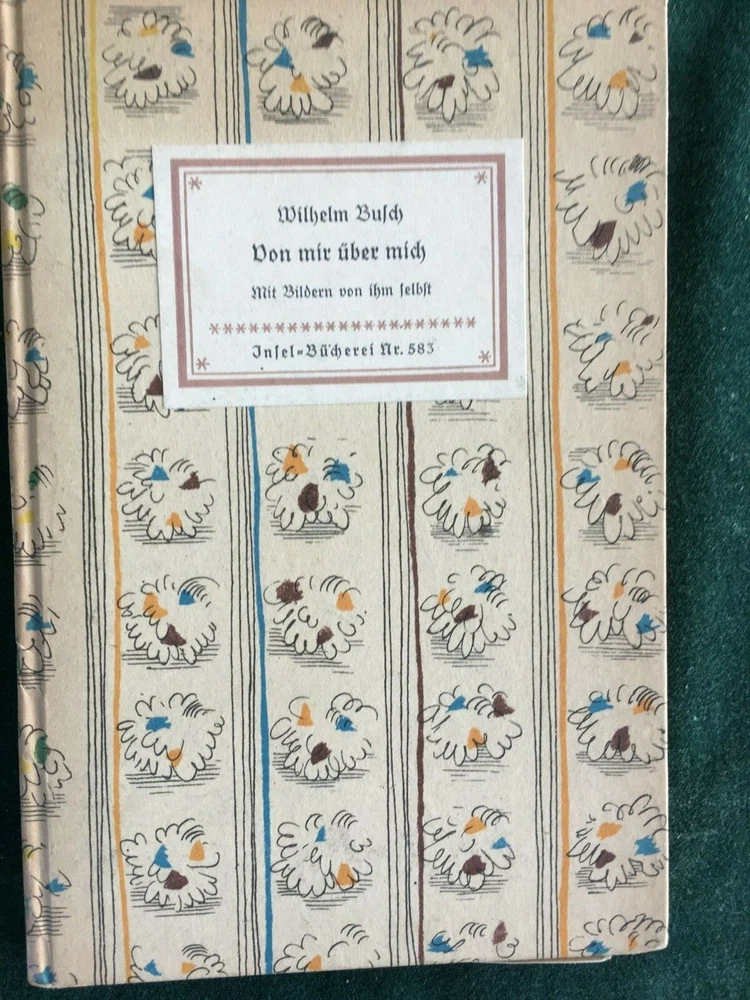 Wilhelm Buſch
Von mir über mich
Mit Bildern von ihm ſelbſt
Inſel-Bücherei Nr. 583